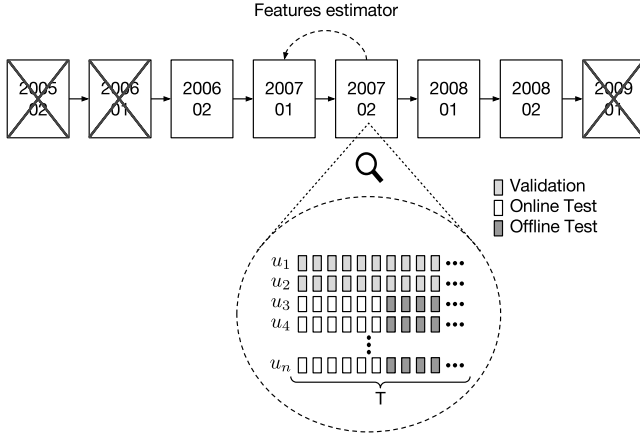 Features estimator
2005 02
2006 01
2006 02
2007 01
2007 02
2008 01
2008 02
2009 01
Validation
Online Test
Offline Test
u1
u2
u3
u4
un
T